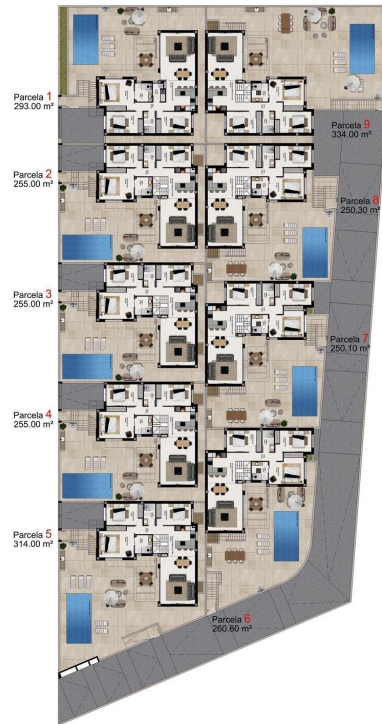 Parcela 1
293.00 m²
Parcela 9
334.00 m²
Parcela 2
255.00 m²
Parcela 8
250.30 m²
Parcela 3
255.00 m²
Parcela 7
250.10 m²
Parcela 4
255.00 m²
Parcela 5
314.00 m²
Parcela 6
260.60 m²